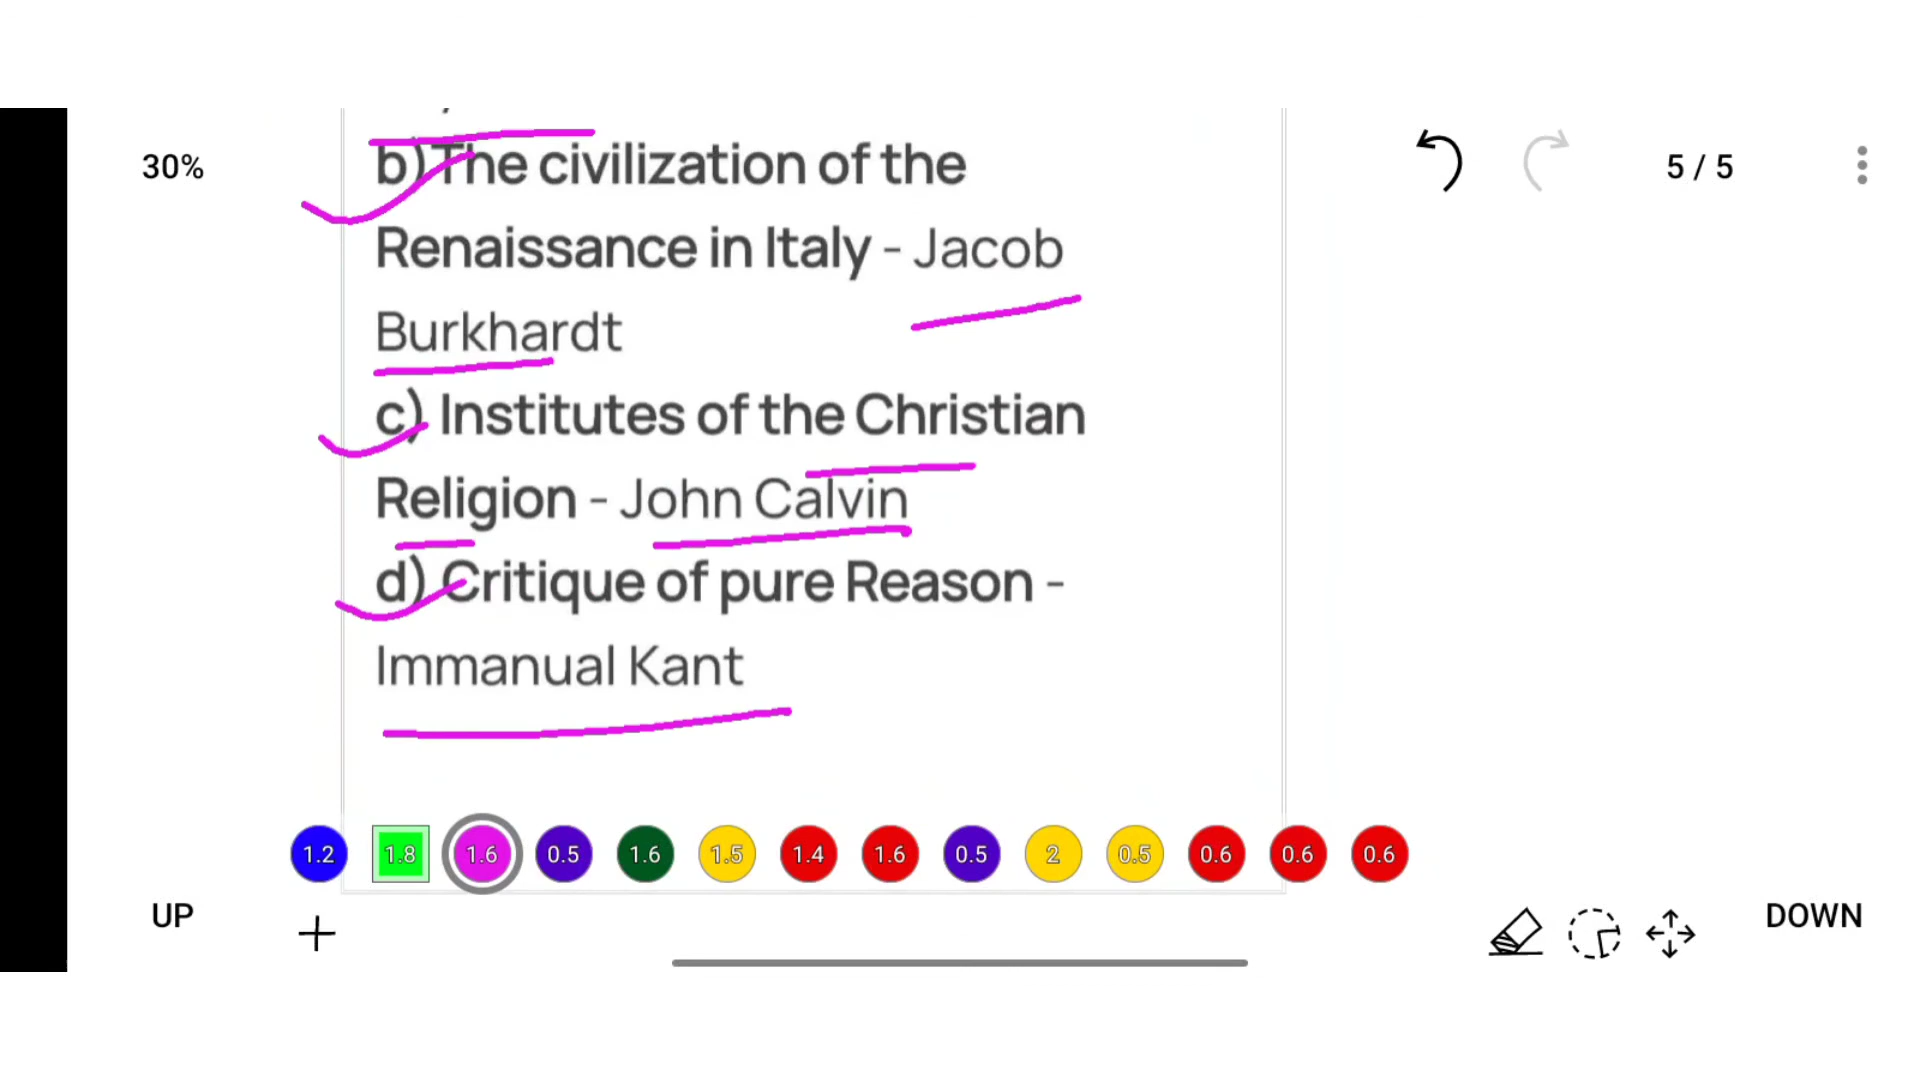 30%
5 / 5
b) The civilization of the
Renaissance in Italy - Jacob
Burkhardt
c) Institutes of the Christian
Religion - John Calvin
d) Critique of pure Reason -
Immanual Kant
1.2 1.8 1.6 0.5 1.6 1.5 1.4 1.6 0.5 2 0.5 0.6 0.6 0.6
UP
DOWN